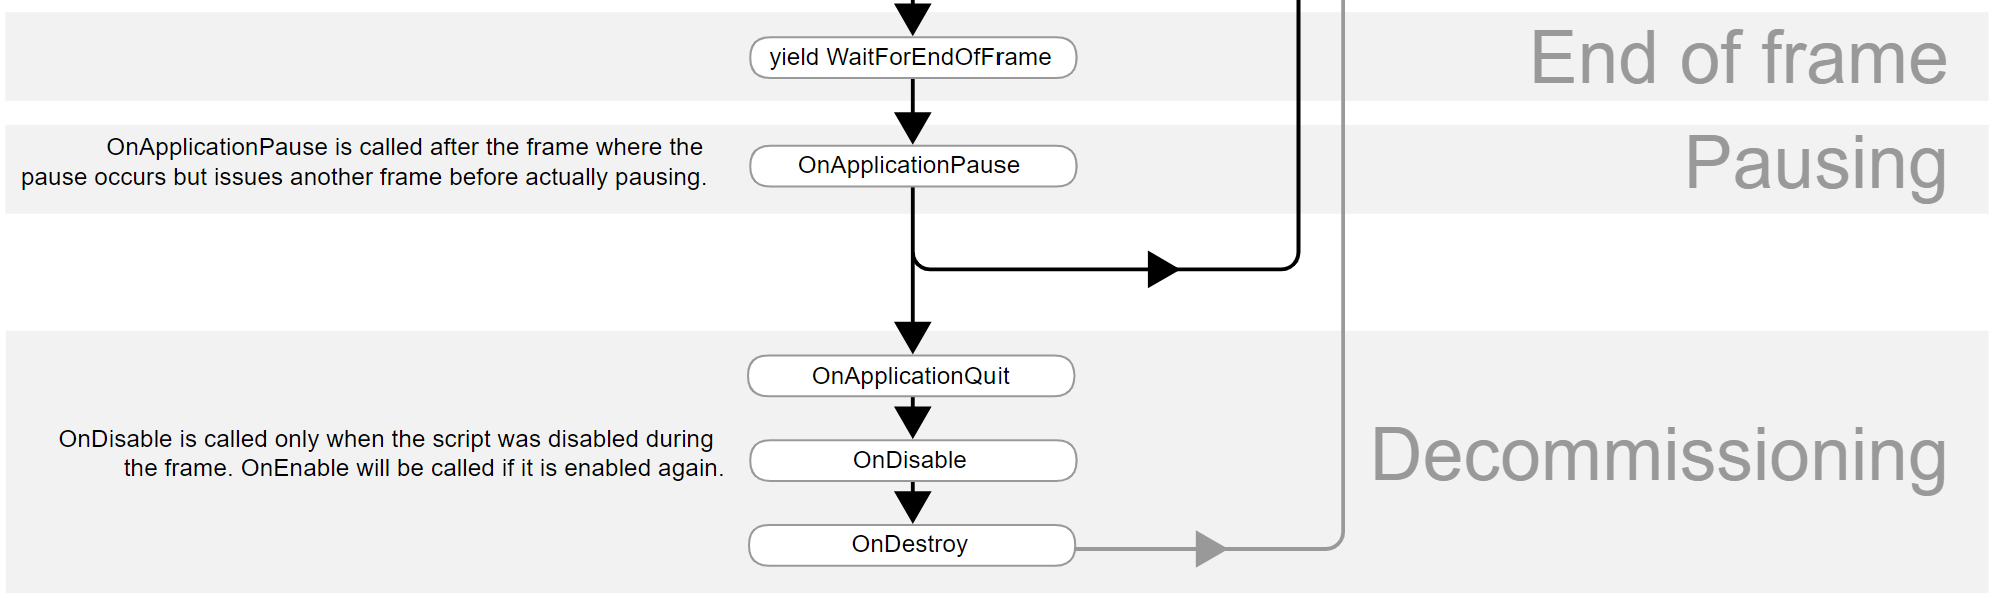 yield WaitForEndOfFrame
End of frame
OnApplicationPause is called after the frame where the
pause occurs but issues another frame before actually pausing.
OnApplicationPause
Pausing
OnApplicationQuit
OnDisable is called only when the script was disabled during
the frame. OnEnable will be called if it is enabled again.
OnDisable
Decommissioning
OnDestroy